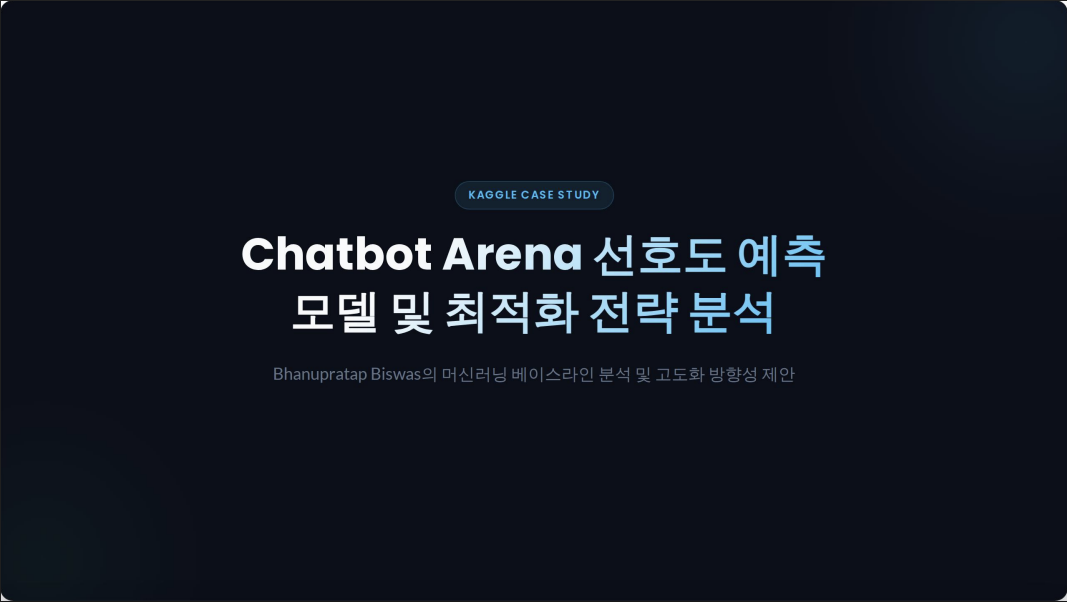 KAGGLE CASE STUDY
Chatbot Arena 선호도 예측
모델 및 최적화 전략 분석
Bhanupratap Biswas의 머신러닝 베이스라인 분석 및 고도화 방향성 제안